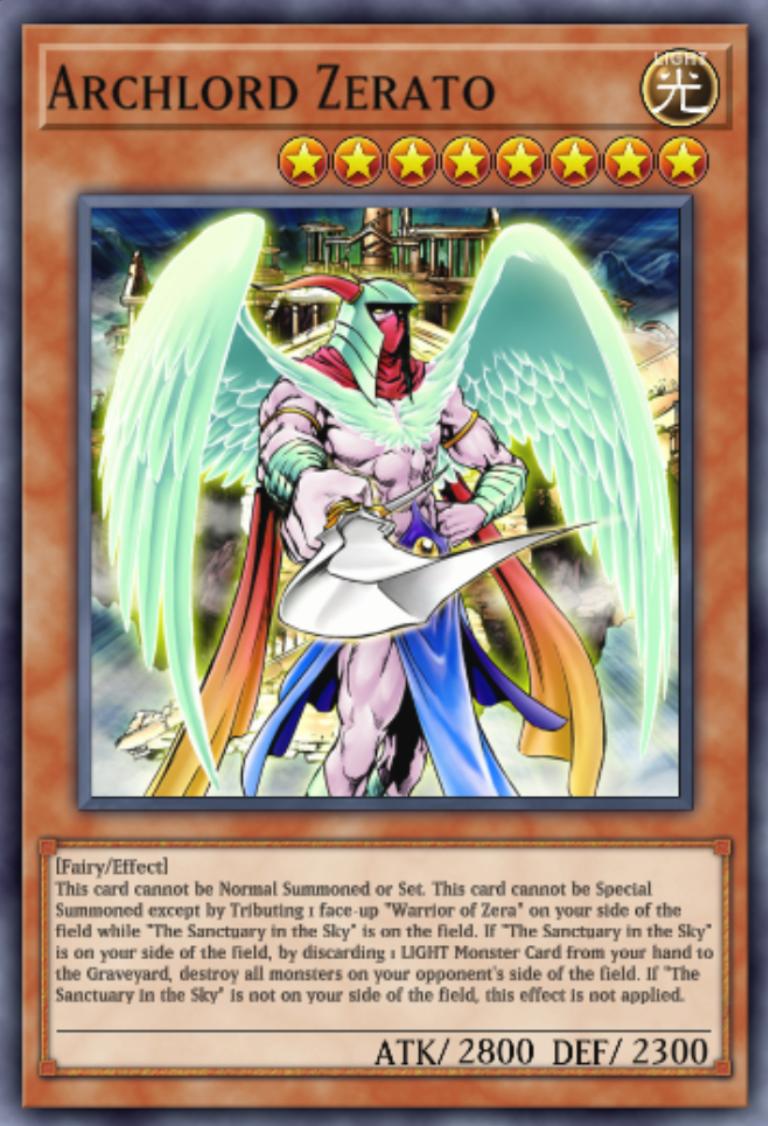 Archlord Zerato
LIGHT
光
[Fairy/Effect]
This card cannot be Normal Summoned or Set. This card cannot be Special
Summoned except by Tributing 1 face-up "Warrior of Zera" on your side of the
field while "The Sanctuary in the Sky" is on the field. If "The Sanctuary in the Sky"
is on your side of the field, by discarding 1 LIGHT Monster Card from your hand to
the Graveyard, destroy all monsters on your opponent's side of the field. If "The
Sanctuary in the Sky" is not on your side of the field, this effect is not applied.
ATK/ 2800 DEF/ 2300